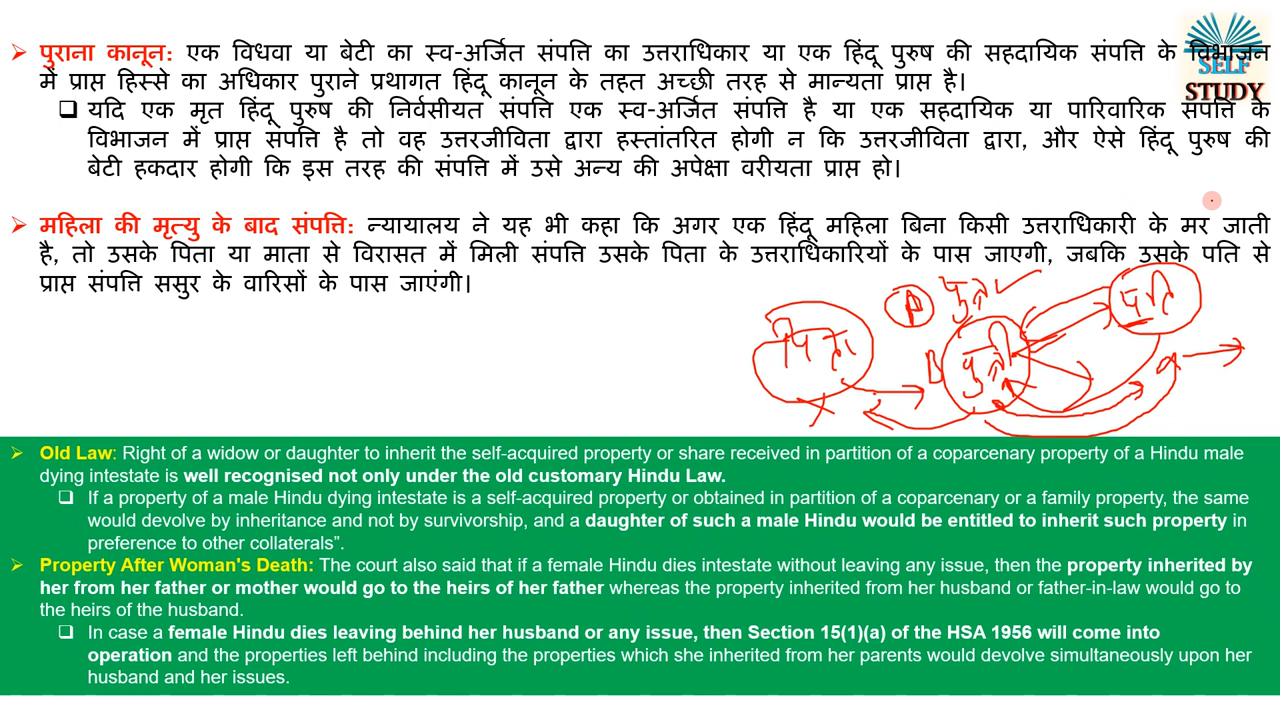 ➢ पुराना कानून: एक विधवा या बेटी का स्व-अर्जित संपत्ति का उत्तराधिकार या एक हिंदू पुरुष की सहदायिक संपत्ति के विभाजन
में प्राप्त हिस्से का अधिकार पुराने प्रथागत हिंदू कानून के तहत अच्छी तरह से मान्यता प्राप्त है।
SELF
STUDY
❑ यदि एक मृत हिंदू पुरुष की निर्वसीयत संपत्ति एक स्व-अर्जित संपत्ति है या एक सहदायिक या पारिवारिक संपत्ति के
विभाजन में प्राप्त संपत्ति है तो वह उत्तरजीविता द्वारा हस्तांतरित होगी न कि उत्तरजीविता द्वारा, और ऐसे हिंदू पुरुष की
बेटी हकदार होगी कि इस तरह की संपत्ति में उसे अन्य की अपेक्षा वरीयता प्राप्त हो।
➢ महिला की मृत्यु के बाद संपत्ति: न्यायालय ने यह भी कहा कि अगर एक हिंदू महिला बिना किसी उत्तराधिकारी के मर जाती
है, तो उसके पिता या माता से विरासत में मिली संपत्ति उसके पिता के उत्तराधिकारियों के पास जाएगी, जबकि उसके पति से
प्राप्त संपत्ति ससुर के वारिसों के पास जाएंगी।
पुत्र
पति
पिता
पुत्री
➢ Old Law: Right of a widow or daughter to inherit the self-acquired property or share received in partition of a coparcenary property of a Hindu male
dying intestate is well recognised not only under the old customary Hindu Law.
❑ If a property of a male Hindu dying intestate is a self-acquired property or obtained in partition of a coparcenary or a family property, the same
would devolve by inheritance and not by survivorship, and a daughter of such a male Hindu would be entitled to inherit such property in
preference to other collaterals”.
➢ Property After Woman's Death: The court also said that if a female Hindu dies intestate without leaving any issue, then the property inherited by
her from her father or mother would go to the heirs of her father whereas the property inherited from her husband or father-in-law would go to
the heirs of the husband.
❑ In case a female Hindu dies leaving behind her husband or any issue, then Section 15(1)(a) of the HSA 1956 will come into
operation and the properties left behind including the properties which she inherited from her parents would devolve simultaneously upon her
husband and her issues.